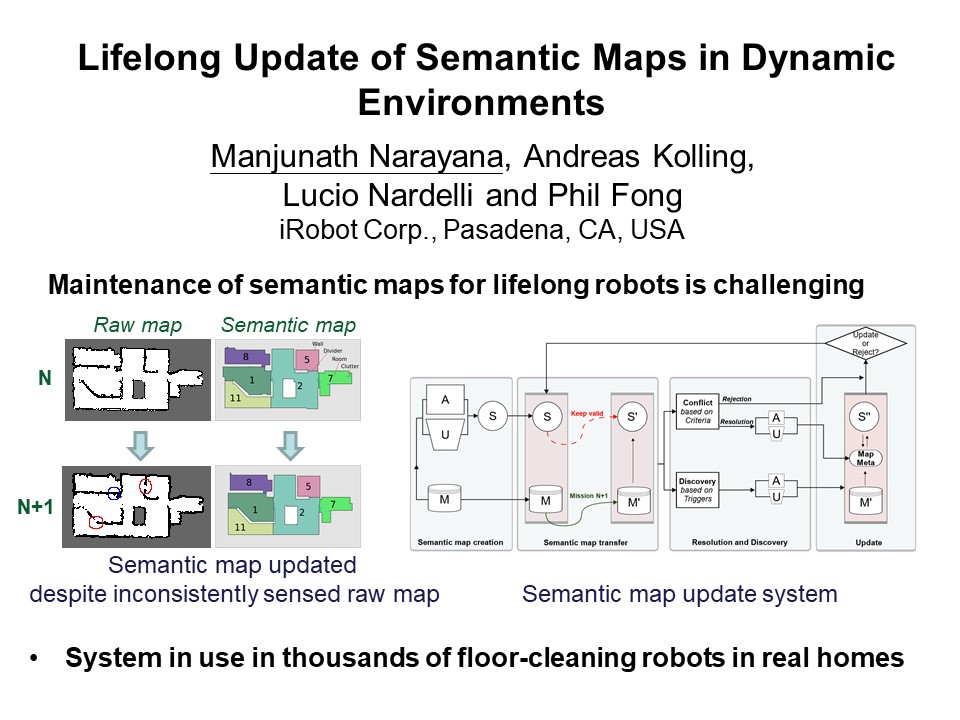 Lifelong Update of Semantic Maps in Dynamic
Environments
Manjunath Narayana, Andreas Kolling,
Lucio Nardelli and Phil Fong
iRobot Corp., Pasadena, CA, USA
Maintenance of semantic maps for lifelong robots is challenging
Raw map
Semantic map
N
8
5
1
2
7
11
Wall
Divider
Room
Clutter
N+1
8
5
1
2
7
11
Semantic map updated
despite inconsistently sensed raw map
A
U
S
M
Semantic map creation
S
Keep valid
S'
M
Mission N+1
M'
Semantic map transfer
Conflict
based on
Criteria
Rejection
Resolution
A
U
Discovery
based on
Triggers
A
U
Resolution and Discovery
Update
or
Reject?
S''
Map
Meta
M'
Update
Semantic map update system
• System in use in thousands of floor-cleaning robots in real homes